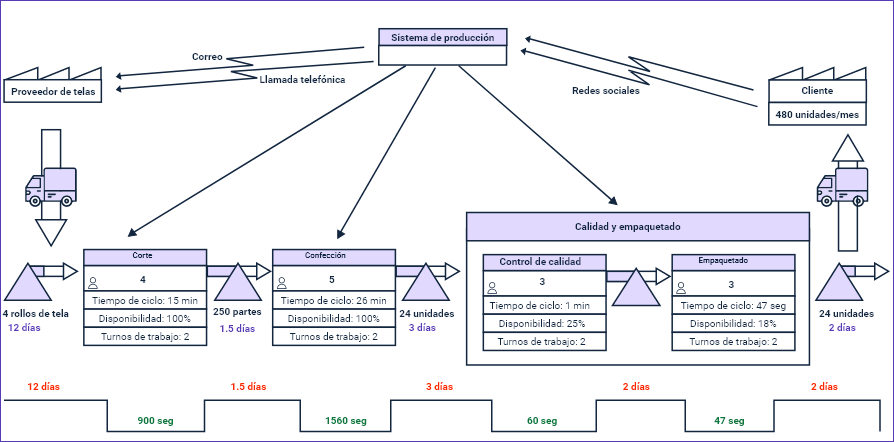 Sistema de producción
Correo
Llamada telefónica
Redes sociales
Proveedor de telas
Cliente
480 unidades/mes
Calidad y empaquetado
Corte
4
Tiempo de ciclo: 15 min
Disponibilidad: 100%
Turnos de trabajo: 2
Confección
5
Tiempo de ciclo: 26 min
Disponibilidad: 100%
Turnos de trabajo: 2
Control de calidad
3
Tiempo de ciclo: 1 min
Disponibilidad: 25%
Turnos de trabajo: 2
Empaquetado
3
Tiempo de ciclo: 47 seg
Disponibilidad: 18%
Turnos de trabajo: 2
4 rollos de tela
12 días
250 partes
1.5 días
24 unidades
3 días
24 unidades
2 días
12 días
1.5 días
3 días
2 días
2 días
900 seg
1560 seg
60 seg
47 seg